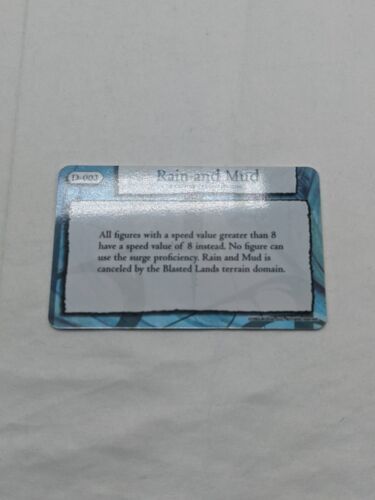 D-003
Rain and Mud
All figures with a speed value greater than 8
have a speed value of 8 instead. No figure can
use the surge proficiency. Rain and Mud is
canceled by the Blasted Lands terrain domain.